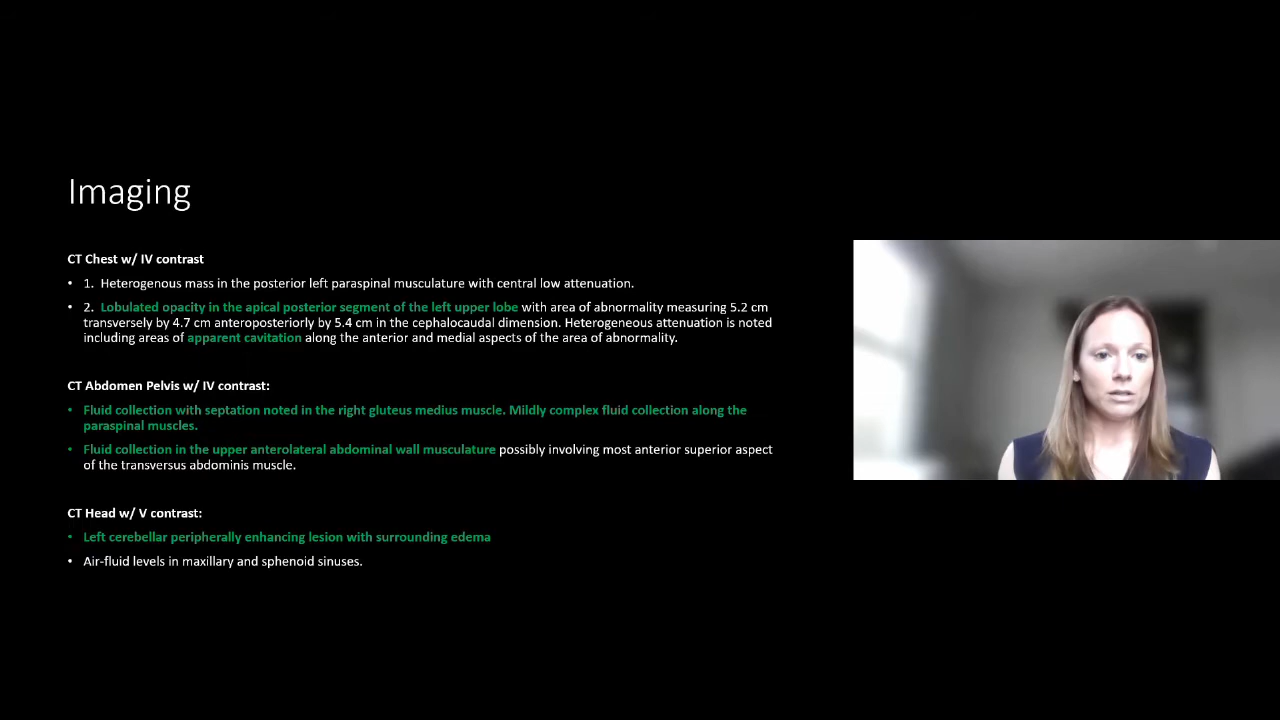 Imaging
CT Chest w/ IV contrast
• 1. Heterogenous mass in the posterior left paraspinal musculature with central low attenuation.
• 2. Lobulated opacity in the apical posterior segment of the left upper lobe with area of abnormality measuring 5.2 cm
transversely by 4.7 cm anteroposteriorly by 5.4 cm in the cephalocaudal dimension. Heterogeneous attenuation is noted
including areas of apparent cavitation along the anterior and medial aspects of the area of abnormality.
CT Abdomen Pelvis w/ IV contrast:
• Fluid collection with septation noted in the right gluteus medius muscle. Mildly complex fluid collection along the
paraspinal muscles.
• Fluid collection in the upper anterolateral abdominal wall musculature possibly involving most anterior superior aspect
of the transversus abdominis muscle.
CT Head w/ V contrast:
• Left cerebellar peripherally enhancing lesion with surrounding edema
• Air-fluid levels in maxillary and sphenoid sinuses.